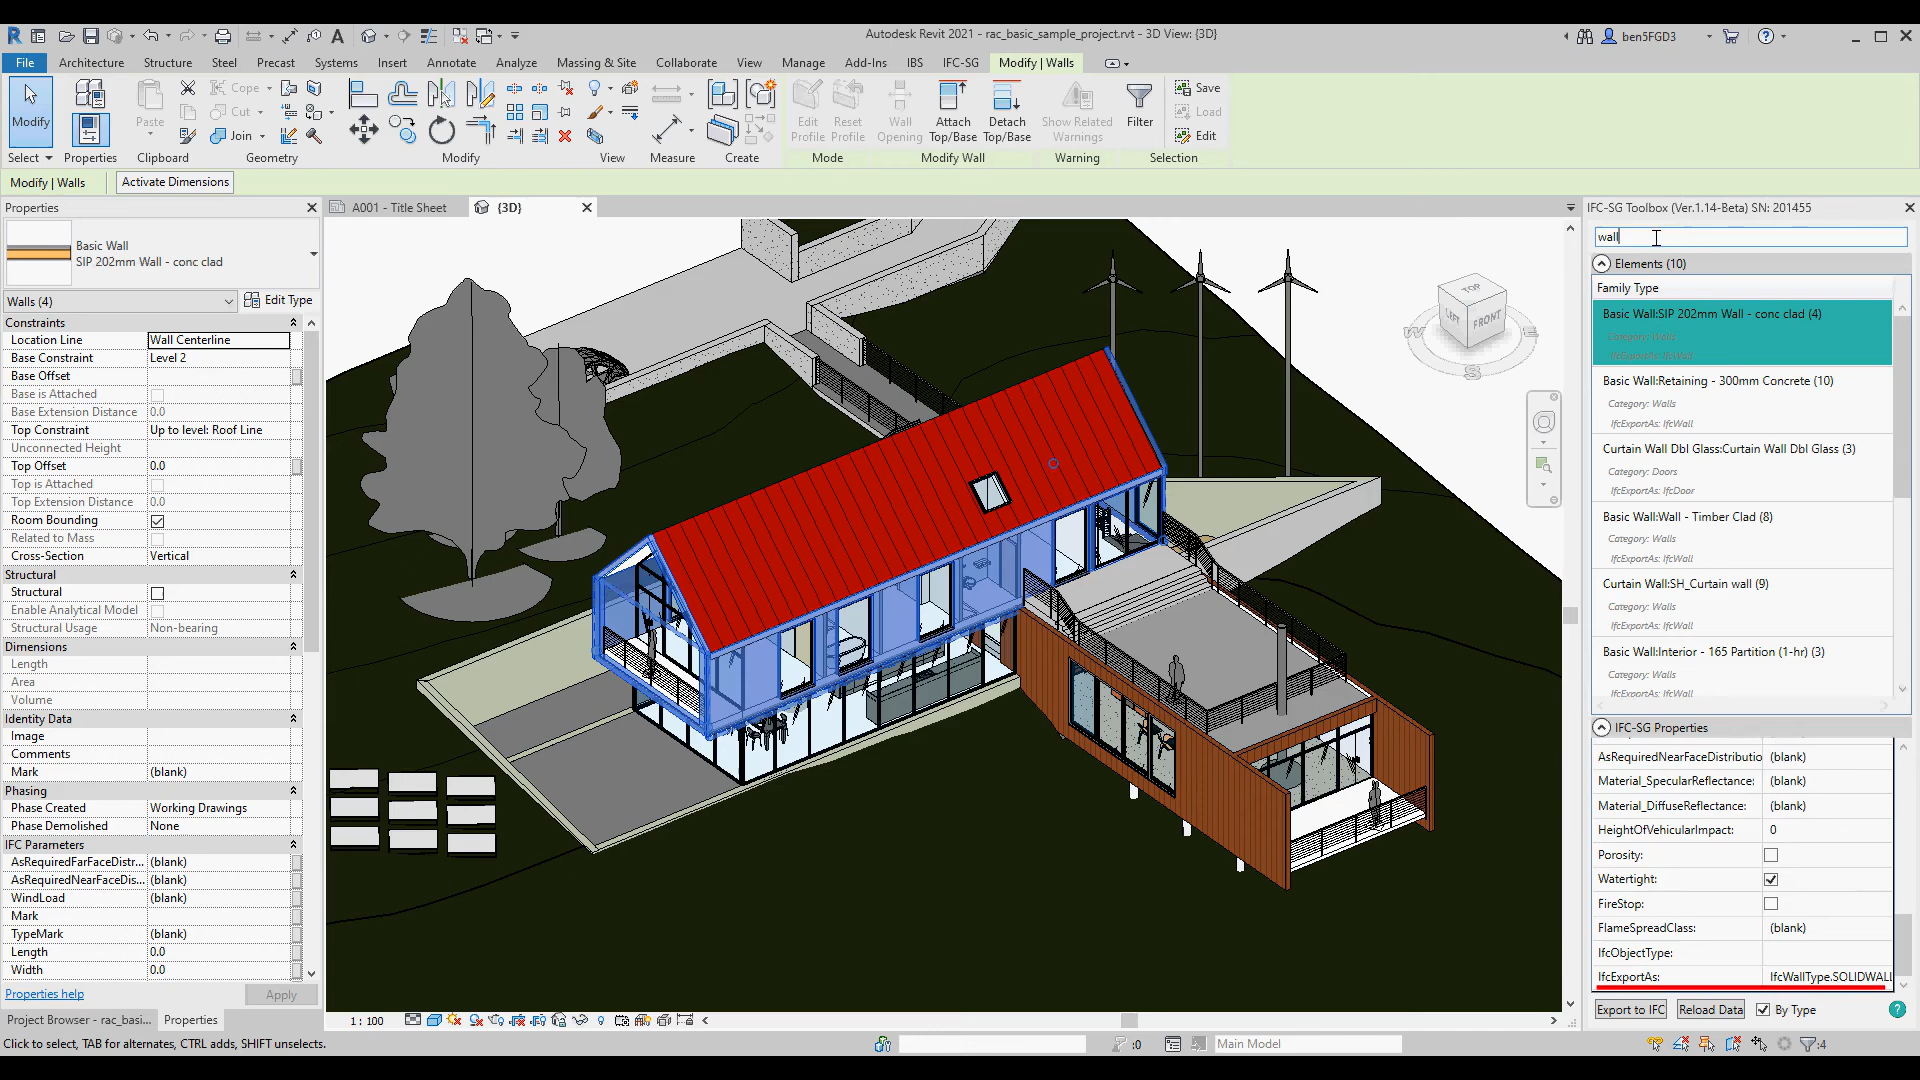 Autodesk Revit 2021 - rac_basic_sample_project.rvt - 3D View: {3D}
ben5FGD3
File Architecture Structure Steel Precast Systems Insert Annotate Analyze Massing & Site Collaborate View Manage Add-Ins IBS IFC-SG Modify | Walls
Modify
Paste
Cope
Cut
Join
Edit Profile
Reset Profile
Wall Opening
Attach Top/Base
Detach Top/Base
Show Related Warnings
Filter
Save
Load
Edit
Select Properties Clipboard Geometry Modify View Measure Create Mode Modify Wall Warning Selection
Modify | Walls Activate Dimensions
Properties
A001 - Title Sheet
{3D}
Basic Wall
SIP 202mm Wall - conc clad
Walls (4) Edit Type
Constraints
Location Line Wall Centerline
Base Constraint Level 2
Base Offset
Base is Attached
Base Extension Distance 0.0
Top Constraint Up to level: Roof Line
Unconnected Height
Top Offset 0.0
Top is Attached
Top Extension Distance 0.0
Room Bounding
Related to Mass
Cross-Section Vertical
Structural
Structural
Enable Analytical Model
Structural Usage Non-bearing
Dimensions
Length
Area
Volume
Identity Data
Image
Comments
Mark (blank)
Phasing
Phase Created Working Drawings
Phase Demolished None
IFC Parameters
AsRequiredFarFaceDistr... (blank)
AsRequiredNearFaceDis... (blank)
WindLoad (blank)
Mark
TypeMark (blank)
Length 0.0
Width 0.0
Properties help Apply
Project Browser - rac_basi... Properties
TOP
LEFT
FRONT
W
S
E
IFC-SG Toolbox (Ver.1.14-Beta) SN: 201455
wall
Elements (10)
Family Type
Basic Wall:SIP 202mm Wall - conc clad (4)
Category: Walls
IfcExportAs: IfcWall
Basic Wall:Retaining - 300mm Concrete (10)
Category: Walls
IfcExportAs: IfcWall
Curtain Wall Dbl Glass:Curtain Wall Dbl Glass (3)
Category: Doors
IfcExportAs: IfcDoor
Basic Wall:Wall - Timber Clad (8)
Category: Walls
IfcExportAs: IfcWall
Curtain Wall:SH_Curtain wall (9)
Category: Walls
IfcExportAs: IfcWall
Basic Wall:Interior - 165 Partition (1-hr) (3)
Category: Walls
IfcExportAs: IfcWall
IFC-SG Properties
AsRequiredNearFaceDistributio (blank)
Material_SpecularReflectance: (blank)
Material_DiffuseReflectance: (blank)
HeightOfVehicularImpact: 0
Porosity:
Watertight:
FireStop:
FlameSpreadClass: (blank)
IfcObjectType:
IfcExportAs: IfcWallType.SOLIDWALL
Export to IFC Reload Data By Type
1 : 100
Click to select, TAB for alternates, CTRL adds, SHIFT unselects.
:0
Main Model
:4